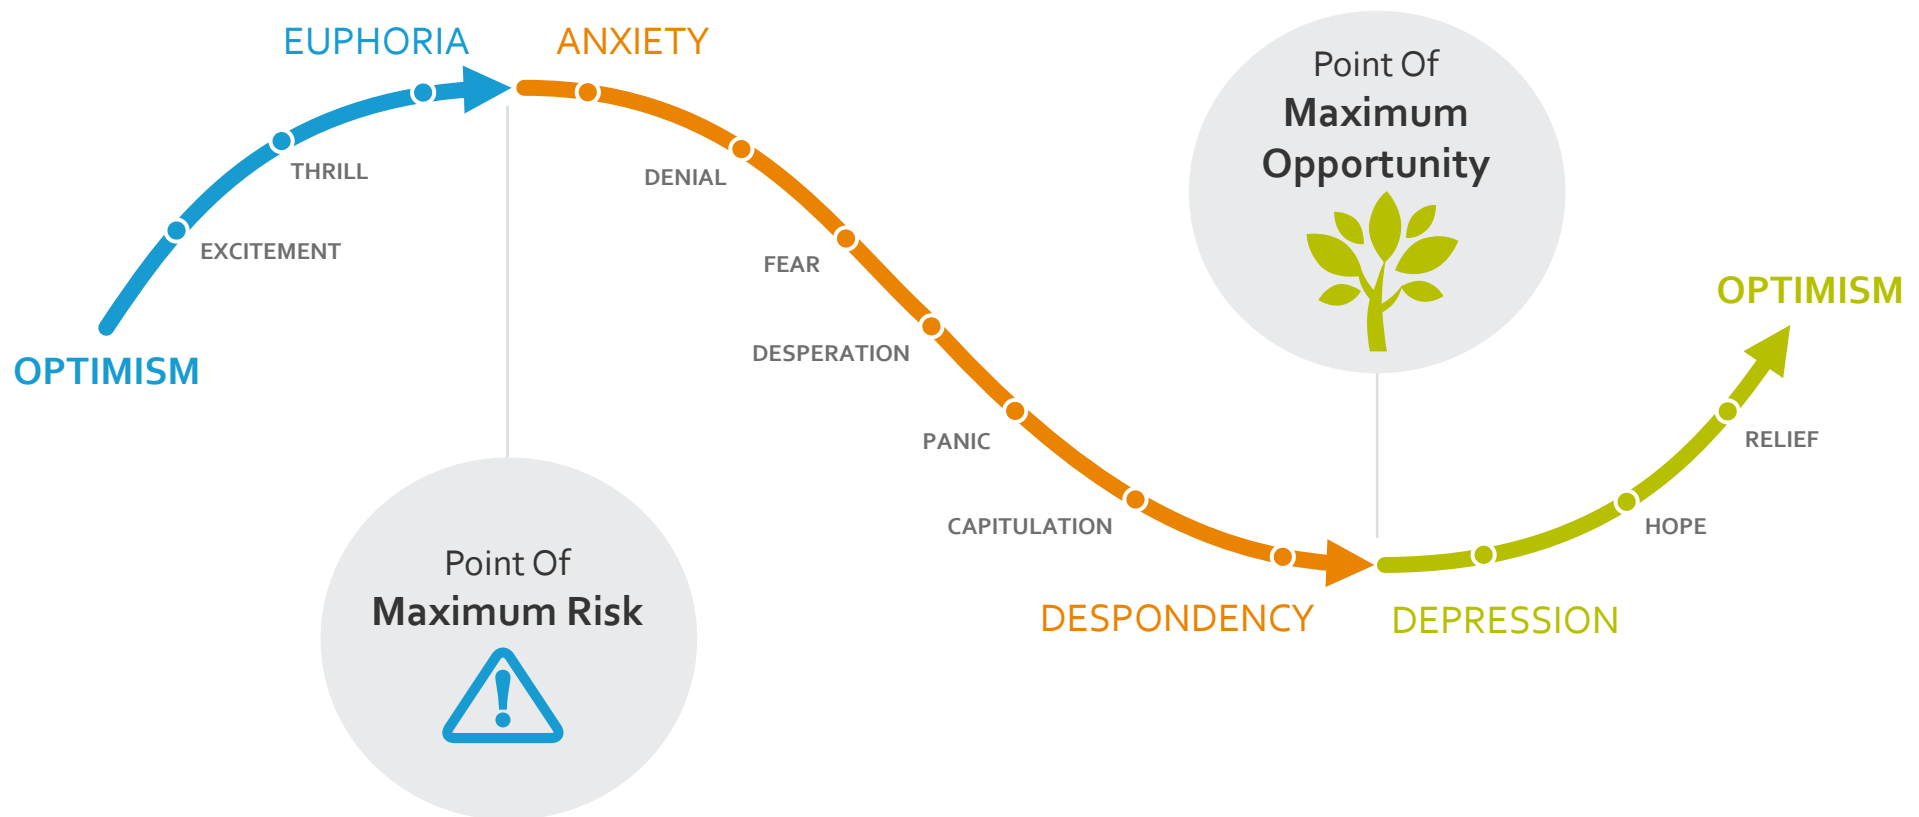 EUPHORIA
ANXIETY
THRILL
EXCITEMENT
OPTIMISM
Point Of
Maximum Risk
DENIAL
FEAR
DESPERATION
PANIC
CAPITULATION
DESPONDENCY
Point Of
Maximum
Opportunity
DEPRESSION
HOPE
RELIEF
OPTIMISM